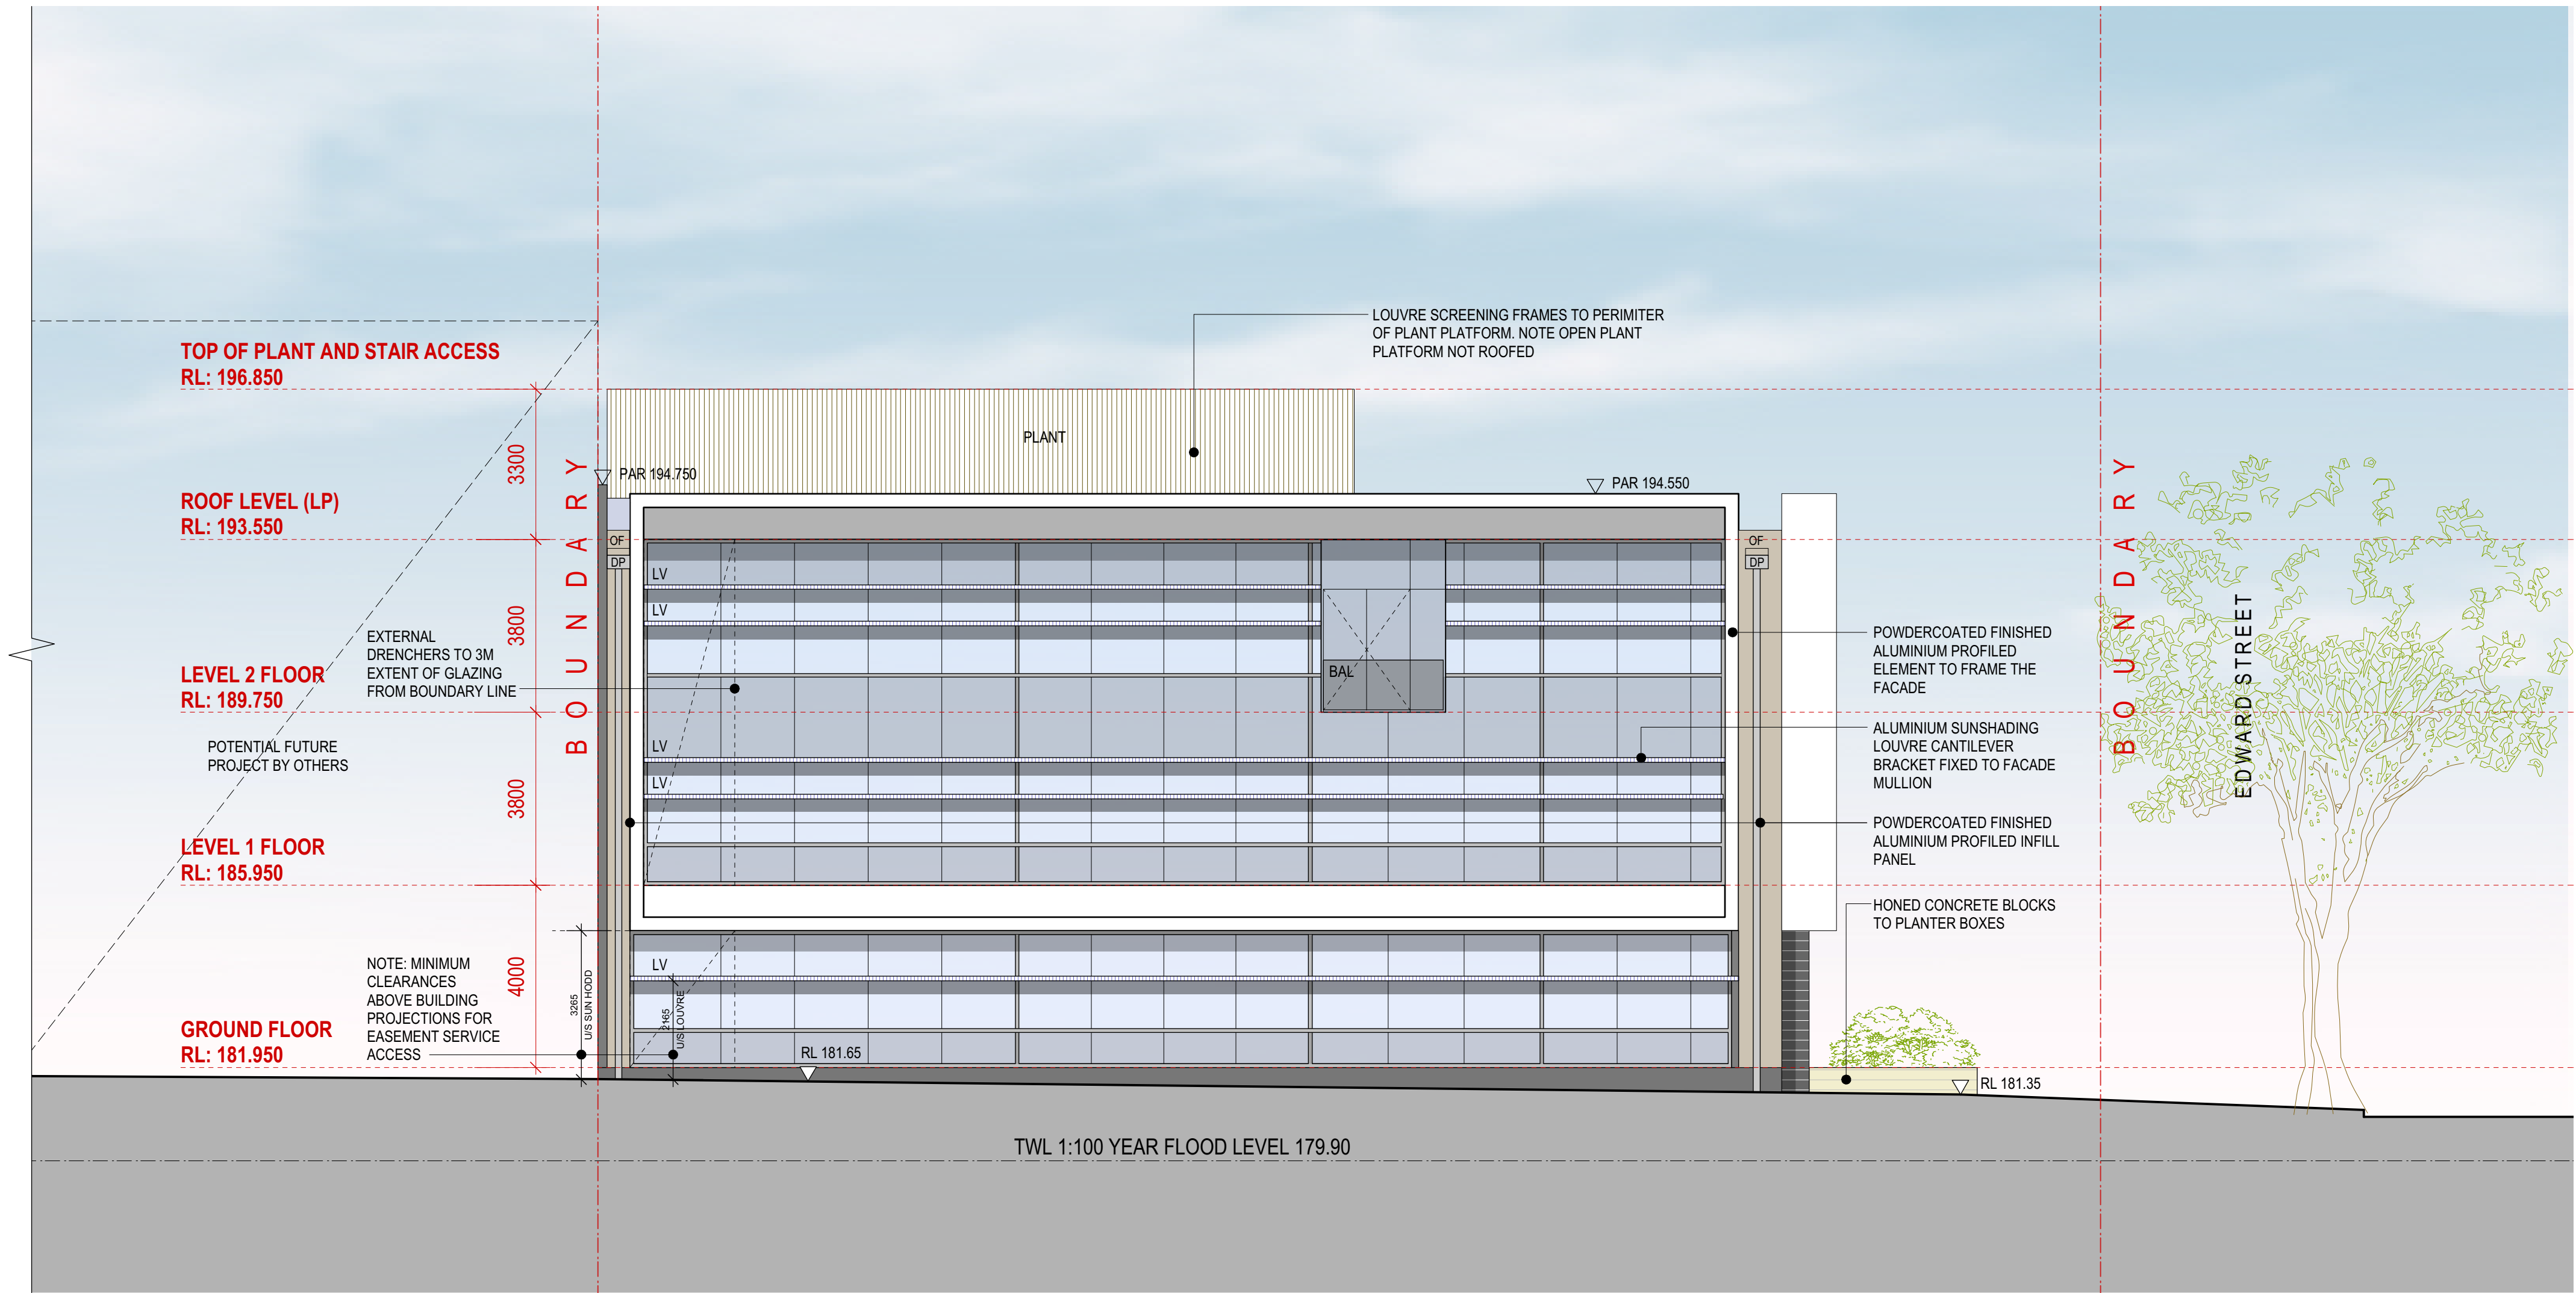 LOUVRE SCREENING FRAMES TO PERIMITER
OF PLANT PLATFORM. NOTE OPEN PLANT
PLATFORM NOT ROOFED
TOP OF PLANT AND STAIR ACCESS
RL: 196.850
3300
PLANT
PAR 194.750
PAR 194.550
ROOF LEVEL (LP)
RL: 193.550
BOUNDARY
BOUNDARY
OF
DP
OF
DP
LV
LV
3800
EXTERNAL
DRENCHERS TO 3M
EXTENT OF GLAZING
FROM BOUNDARY LINE
POWDERCOATED FINISHED
ALUMINIUM PROFILED
ELEMENT TO FRAME THE
FACADE
EDWARD STREET
BAL
LEVEL 2 FLOOR
RL: 189.750
POTENTIAL FUTURE
PROJECT BY OTHERS
LV
LV
ALUMINIUM SUNSHADING
LOUVRE CANTILEVER
BRACKET FIXED TO FACADE
MULLION
3800
POWDERCOATED FINISHED
ALUMINIUM PROFILED INFILL
PANEL
LEVEL 1 FLOOR
RL: 185.950
HONED CONCRETE BLOCKS
TO PLANTER BOXES
NOTE: MINIMUM
CLEARANCES
ABOVE BUILDING
PROJECTIONS FOR
EASEMENT SERVICE
ACCESS
4000
3265
U/S SUN HODD
LV
2165
U/S LOUVRE
GROUND FLOOR
RL: 181.950
RL 181.65
RL 181.35
TWL 1:100 YEAR FLOOD LEVEL 179.90